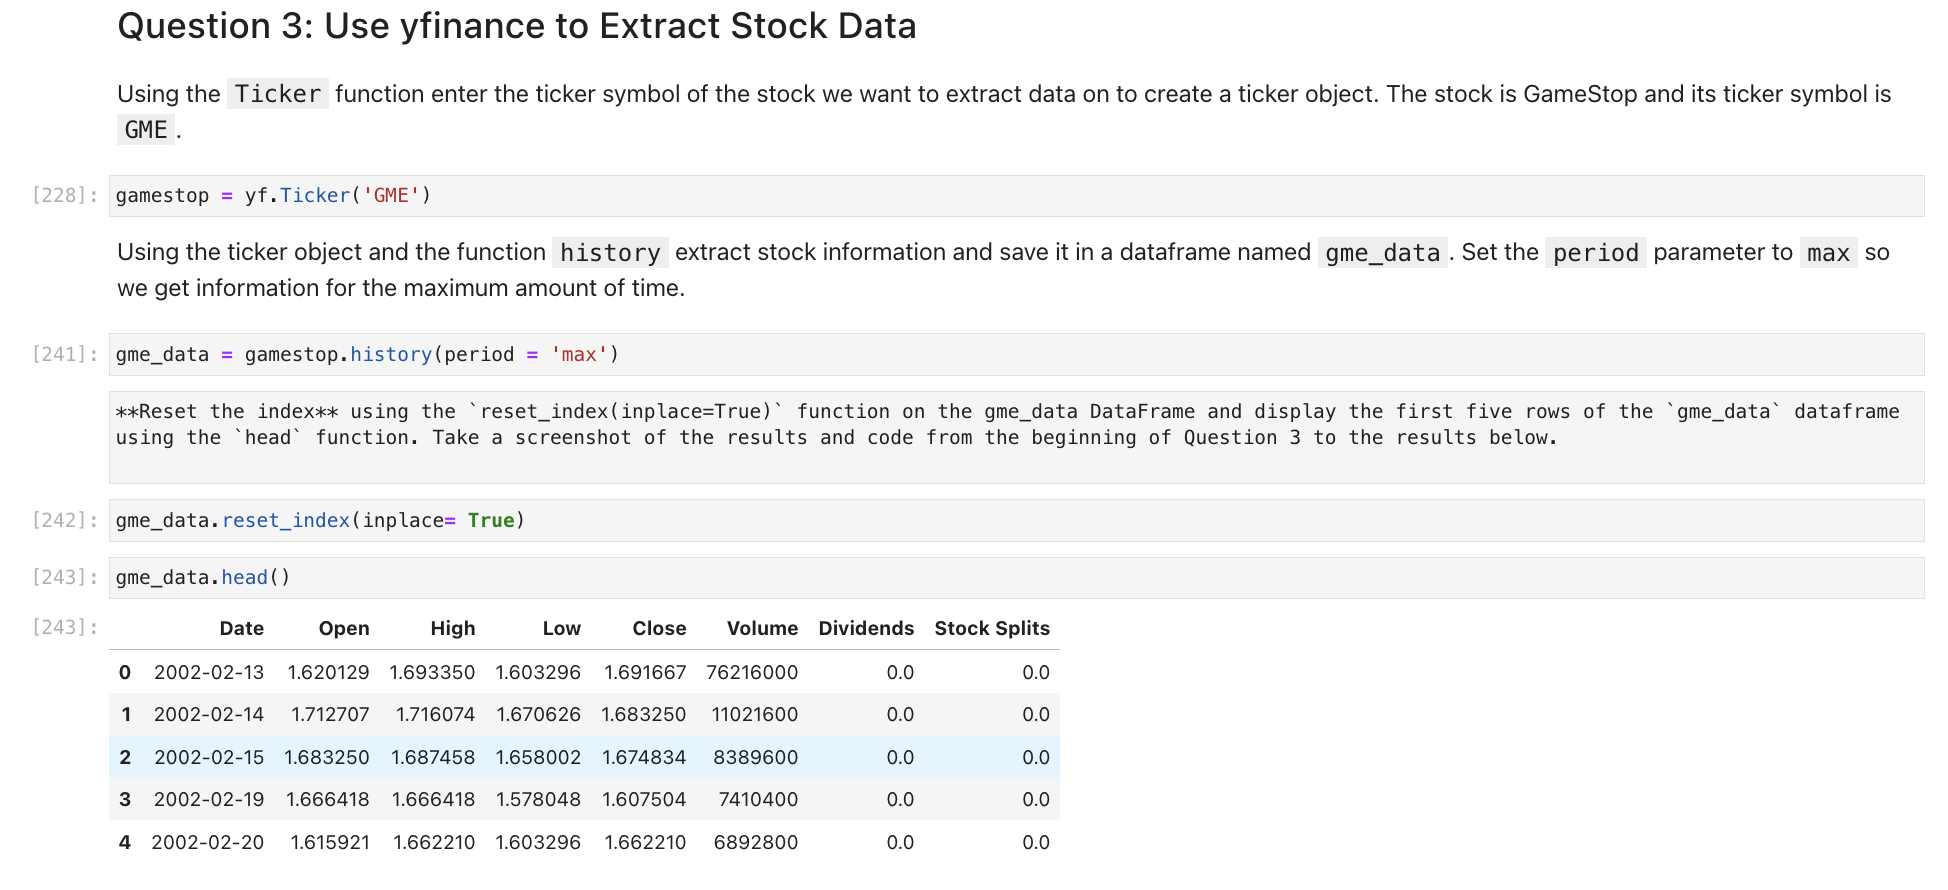 Question 3: Use yfinance to Extract Stock Data
Using the Ticker function enter the ticker symbol of the stock we want to extract data on to create a ticker object. The stock is GameStop and its ticker symbol is
GME .
[228]: gamestop = yf.Ticker('GME')
Using the ticker object and the function history extract stock information and save it in a dataframe named gme_data . Set the period parameter to max so
we get information for the maximum amount of time.
[241]: gme_data = gamestop.history(period = 'max')
**Reset the index** using the `reset_index(inplace=True)` function on the gme_data DataFrame and display the first five rows of the `gme_data` dataframe
using the `head` function. Take a screenshot of the results and code from the beginning of Question 3 to the results below.
[242]: gme_data.reset_index(inplace= True)
[243]: gme_data.head()
[243]: Date Open High Low Close Volume Dividends Stock Splits
0 2002-02-13 1.620129 1.693350 1.603296 1.691667 76216000 0.0 0.0
1 2002-02-14 1.712707 1.716074 1.670626 1.683250 11021600 0.0 0.0
2 2002-02-15 1.683250 1.687458 1.658002 1.674834 8389600 0.0 0.0
3 2002-02-19 1.666418 1.666418 1.578048 1.607504 7410400 0.0 0.0
4 2002-02-20 1.615921 1.662210 1.603296 1.662210 6892800 0.0 0.0